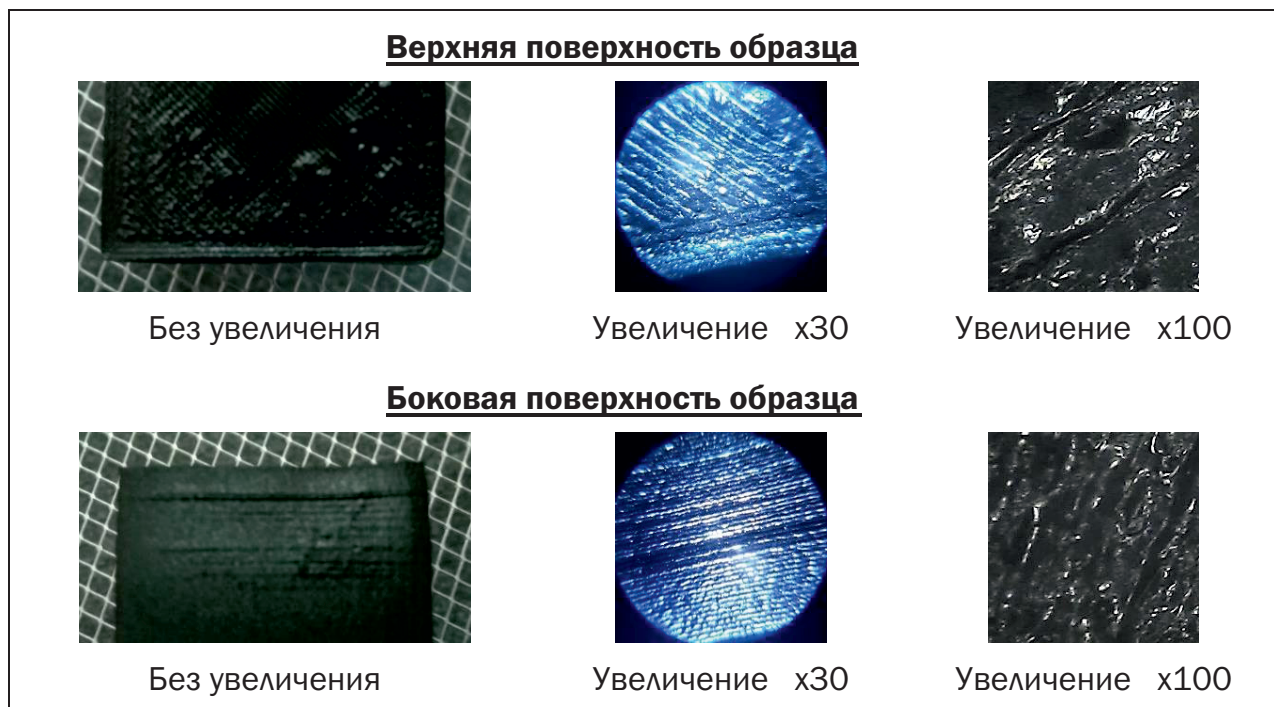 Верхняя поверхность образца
Без увеличения
Увеличение х30
Увеличение х100
Боковая поверхность образца
Без увеличения
Увеличение х30
Увеличение х100